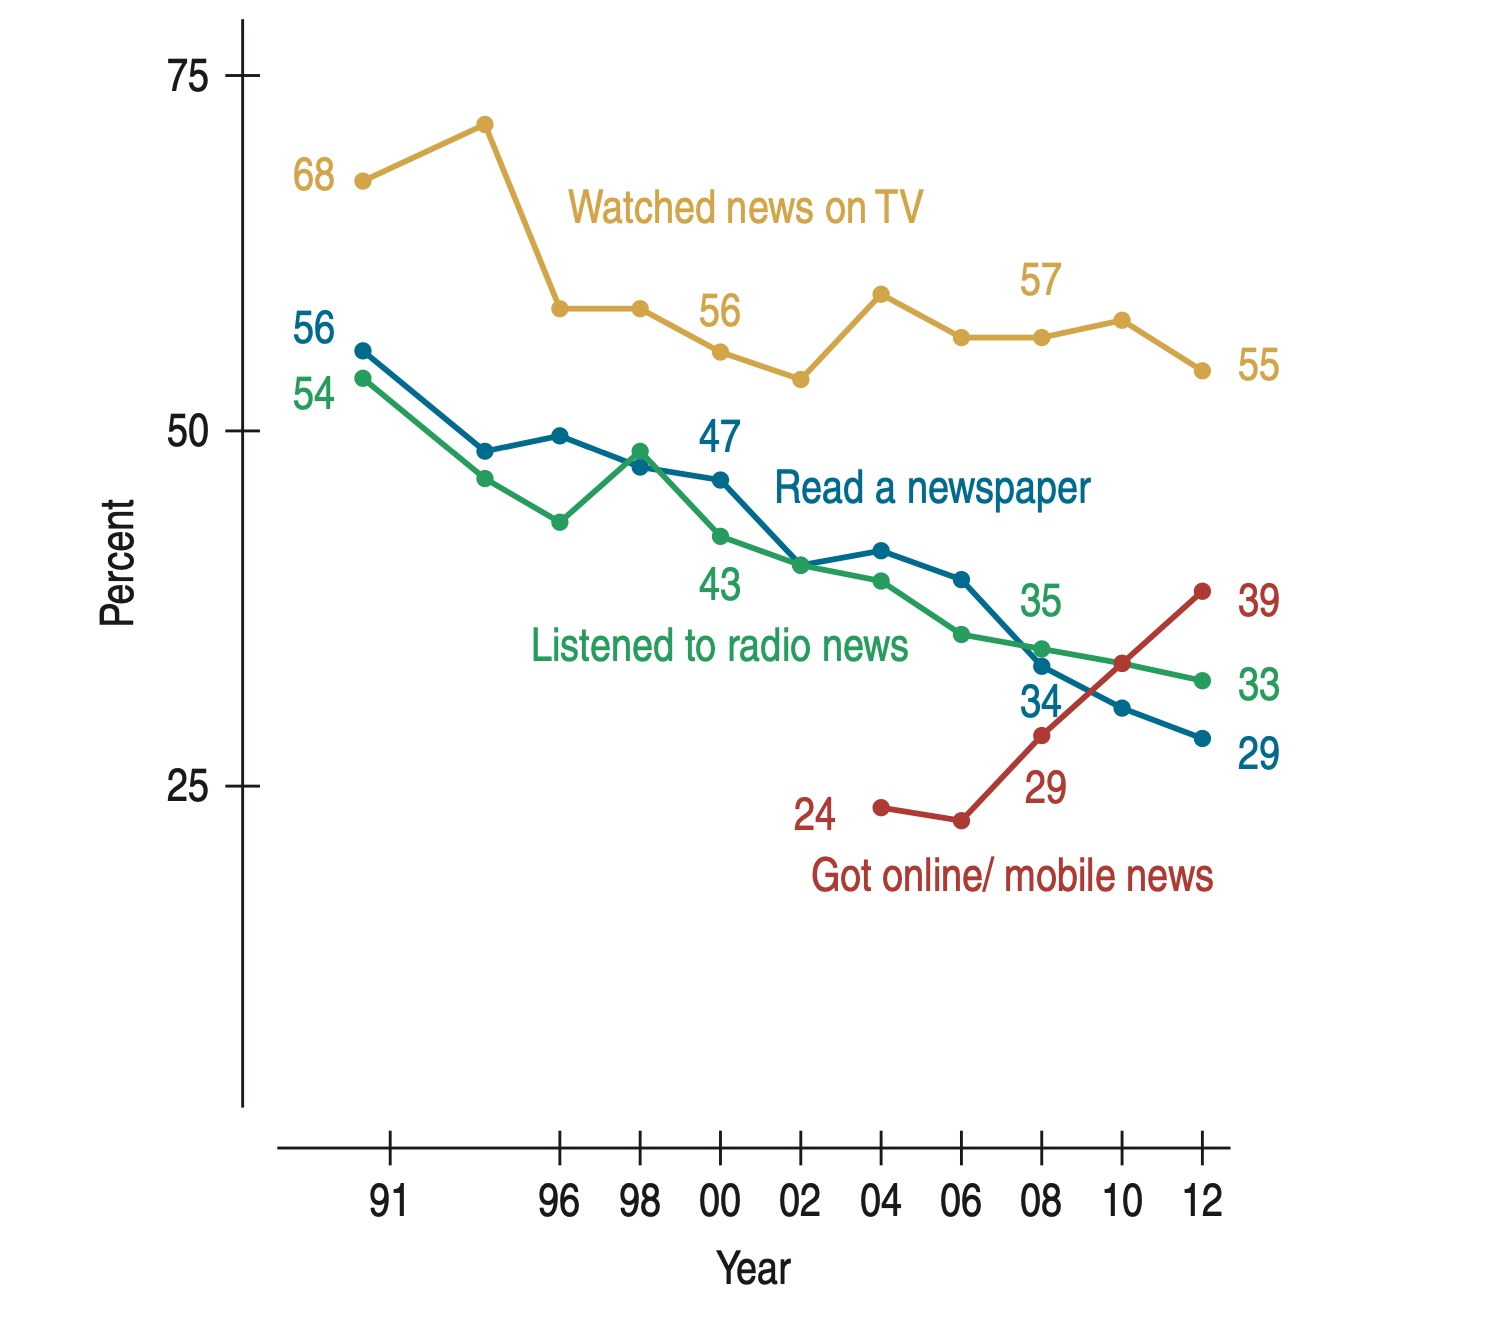 75
68
Watched news on TV
57
56
56
55
54
50
47
Read a newspaper
Percent
43
35
39
Listened to radio news
33
34
29
25
29
24
Got online/ mobile news
91 96 98 00 02 04 06 08 10 12
Year